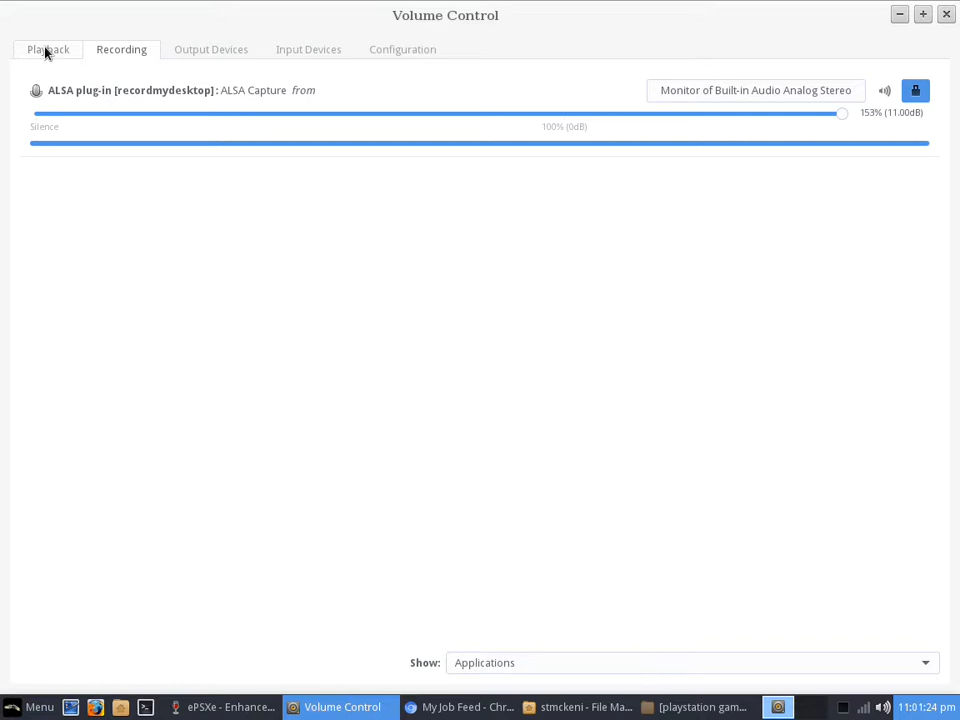 Volume Control
Playback Recording Output Devices Input Devices Configuration
ALSA plug-in [recordmydesktop]: ALSA Capture from Monitor of Built-in Audio Analog Stereo
153% (11.00dB)
Silence 100% (0dB)
Show: Applications
Menu ePSXe - Enhance... Volume Control My Job Feed - Chr... stmckeni - File Ma... [playstation gam... 11:01:24 pm